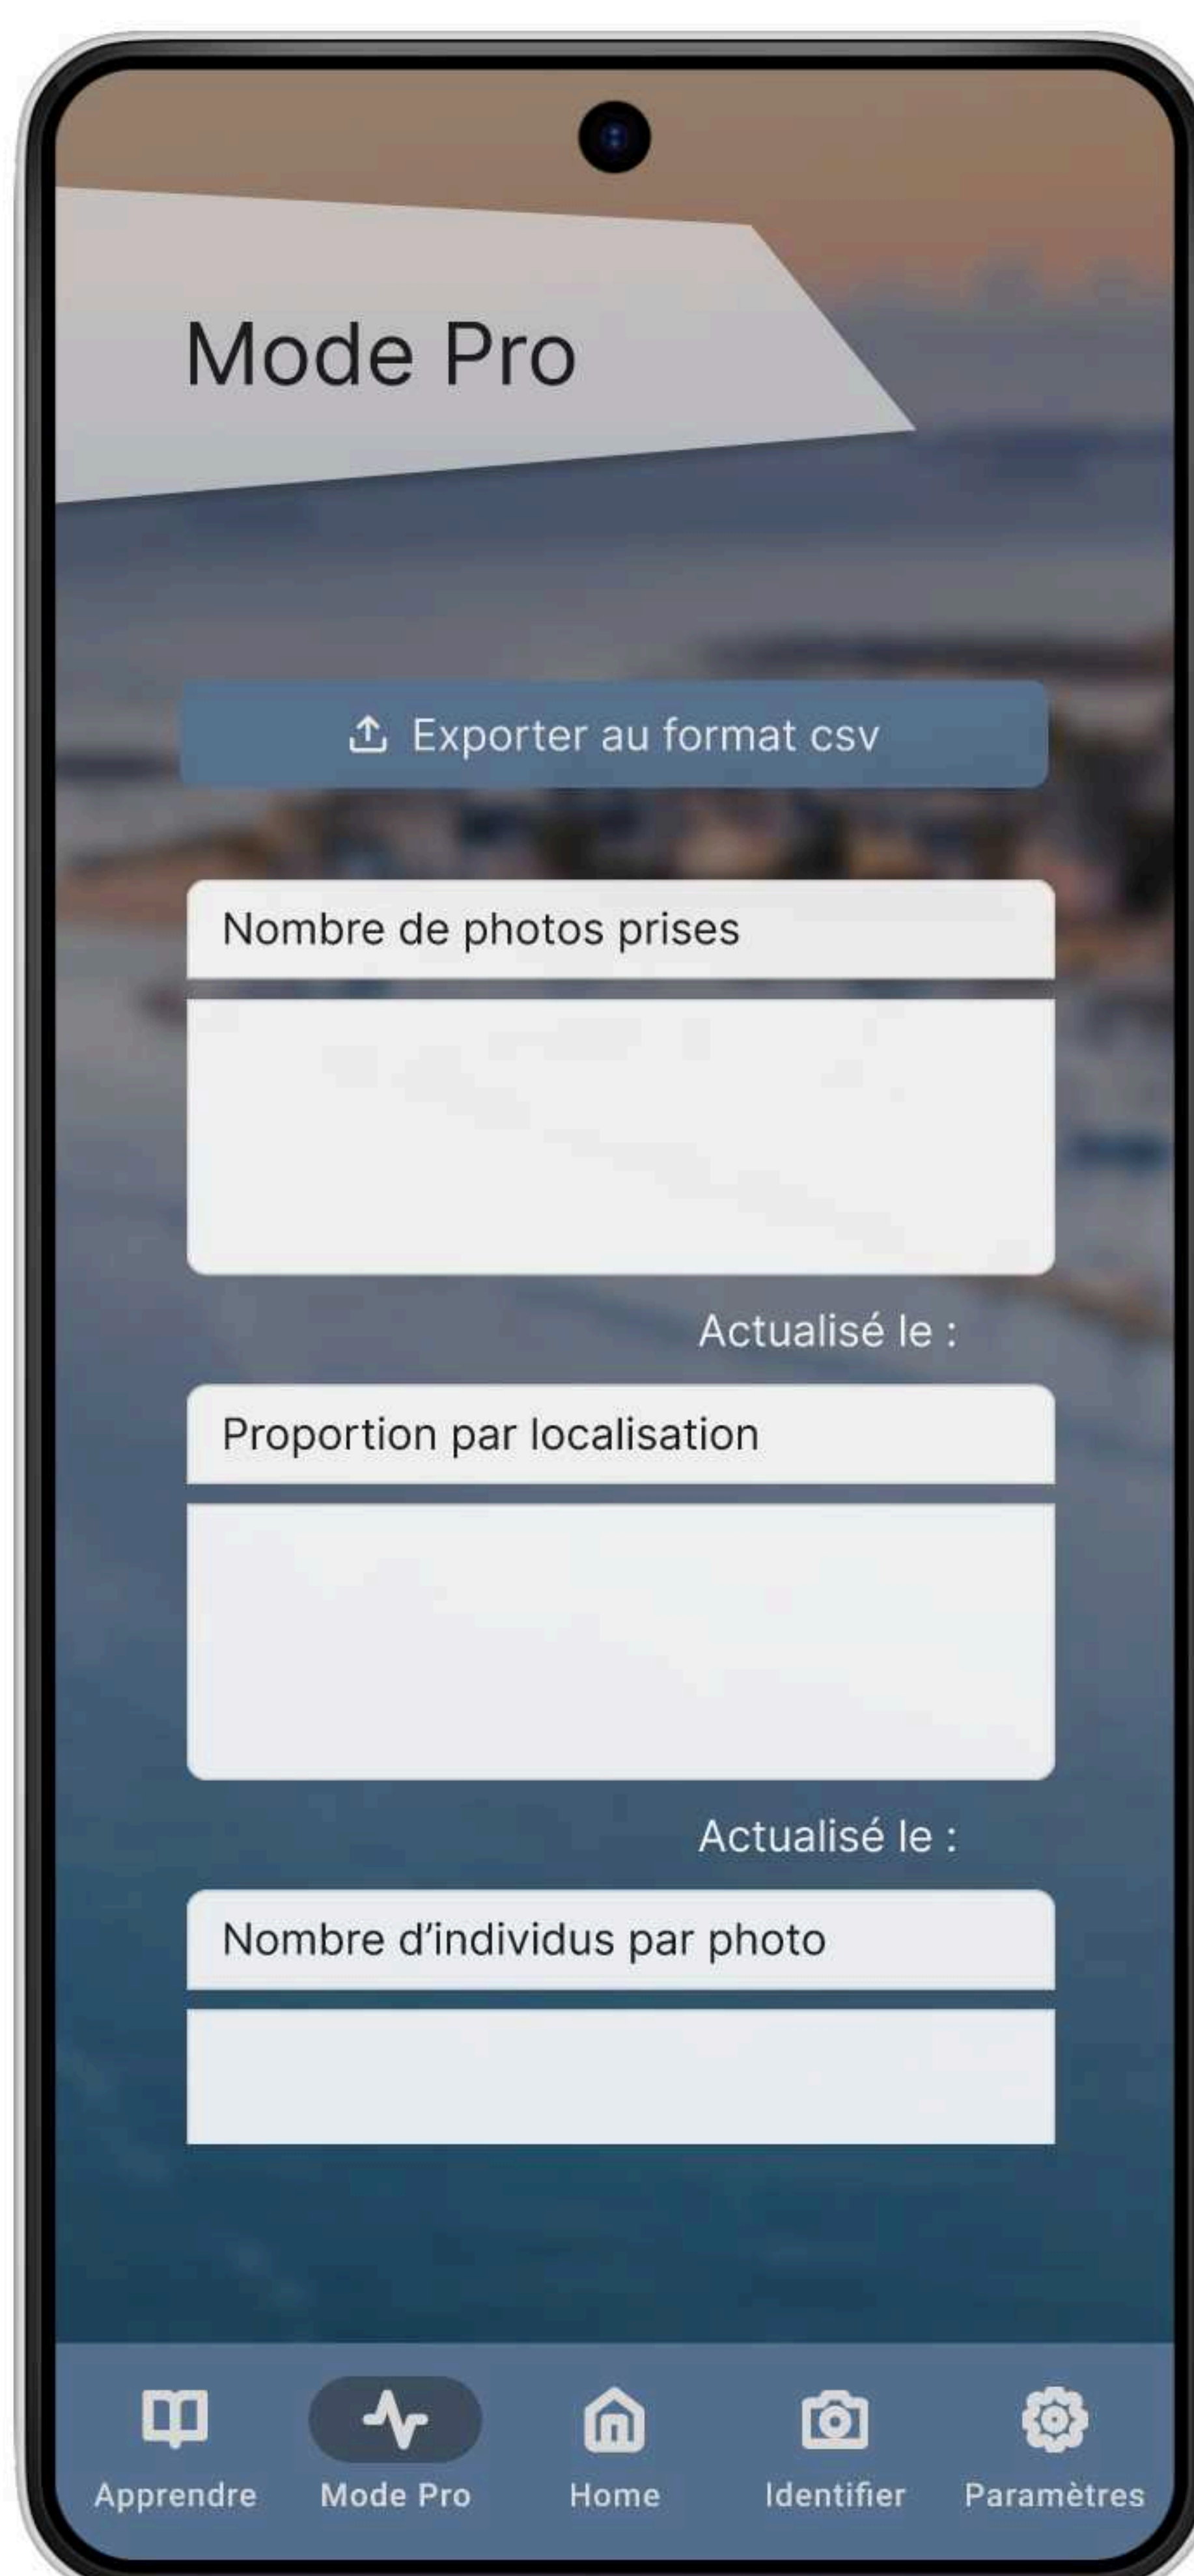 Mode Pro
Exporter au format csv
Nombre de photos prises
Actualisé le :
Proportion par localisation
Actualisé le :
Nombre d’individus par photo
Apprendre Mode Pro Home Identifier Paramètres